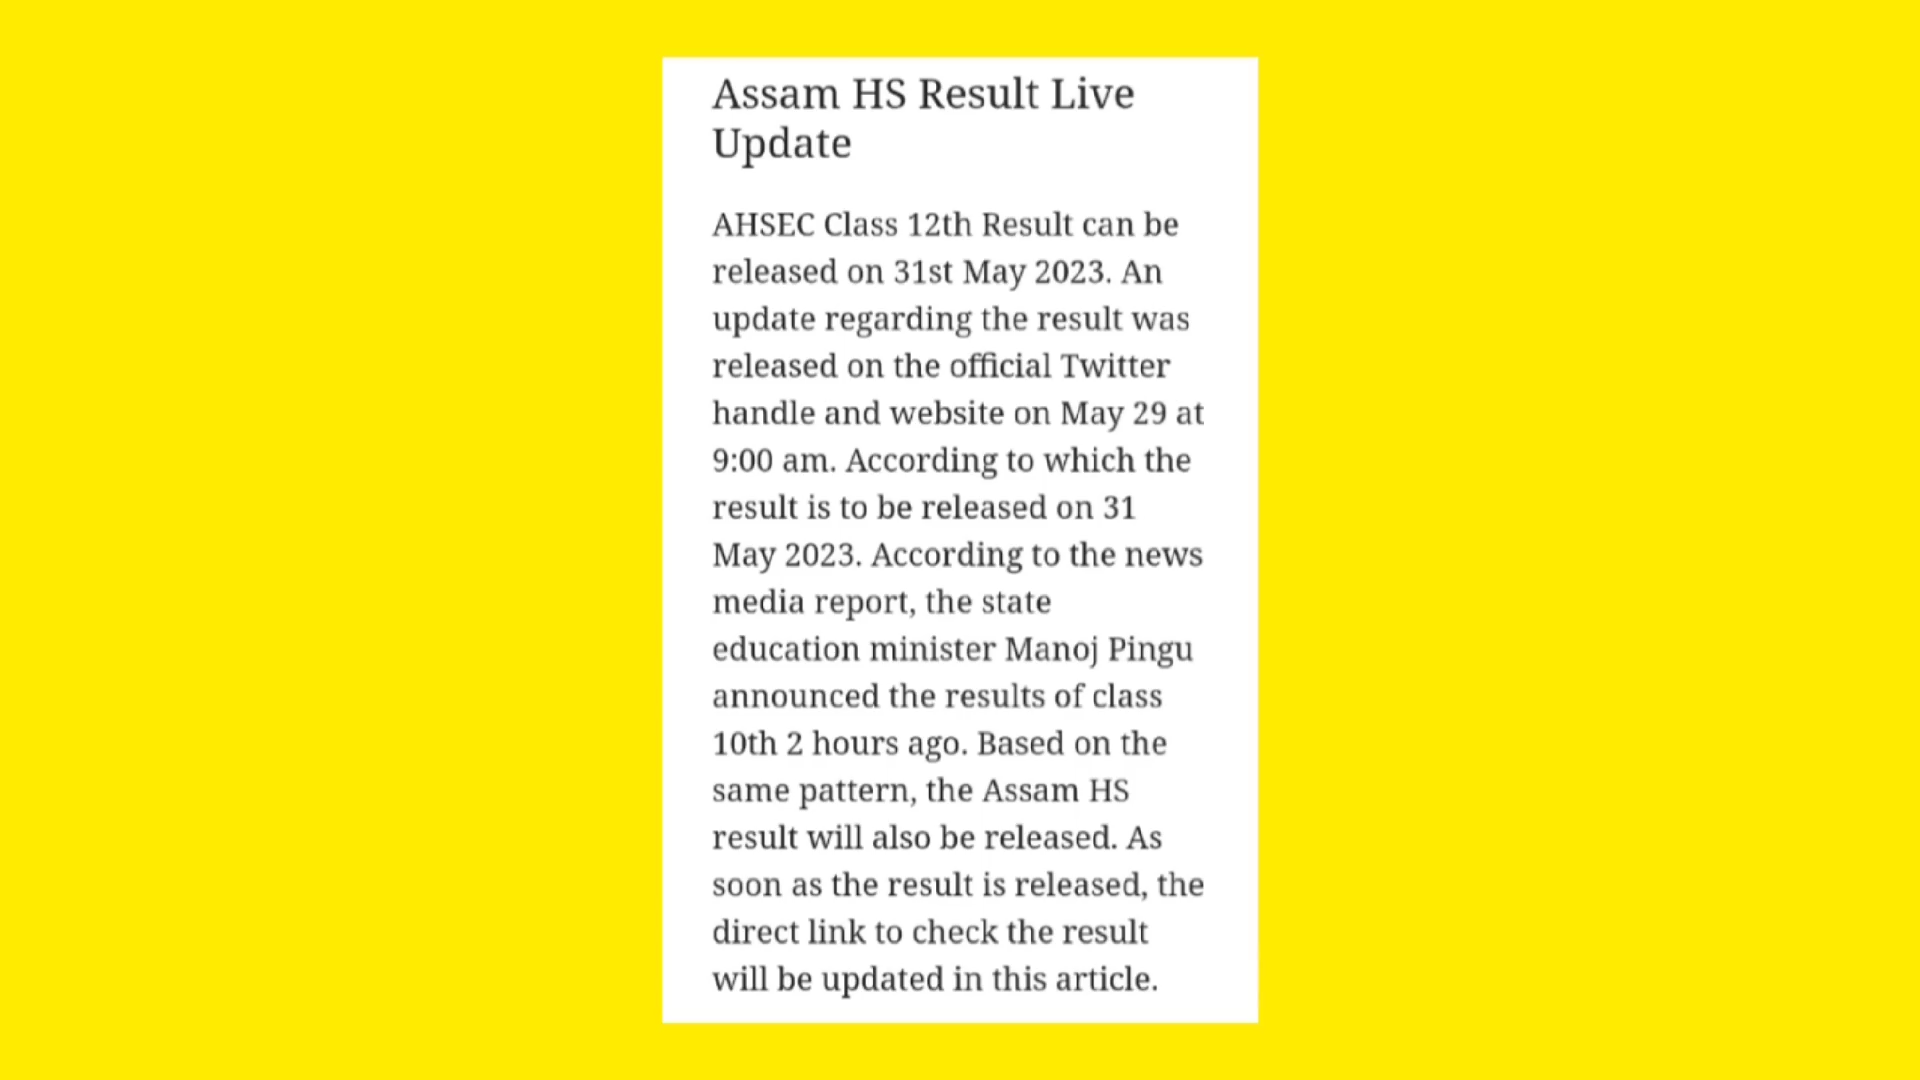 Assam HS Result Live
Update
AHSEC Class 12th Result can be
released on 31st May 2023. An
update regarding the result was
released on the official Twitter
handle and website on May 29 at
9:00 am. According to which the
result is to be released on 31
May 2023. According to the news
media report, the state
education minister Manoj Pingu
announced the results of class
10th 2 hours ago. Based on the
same pattern, the Assam HS
result will also be released. As
soon as the result is released, the
direct link to check the result
will be updated in this article.